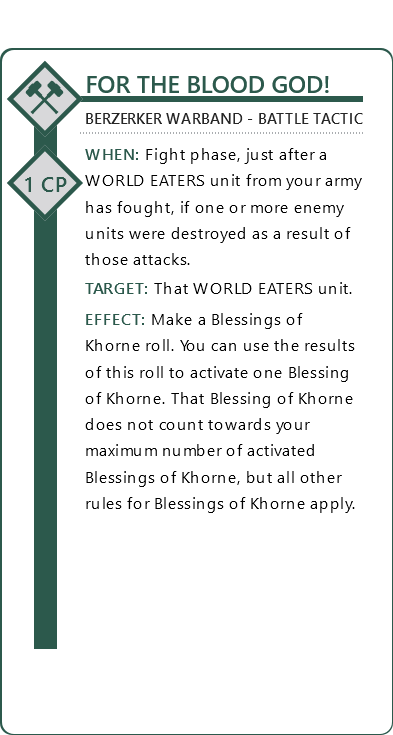 FOR THE BLOOD GOD!
BERZERKER WARBAND - BATTLE TACTIC
1 CP
WHEN: Fight phase, just after a
WORLD EATERS unit from your army
has fought, if one or more enemy
units were destroyed as a result of
those attacks.
TARGET: That WORLD EATERS unit.
EFFECT: Make a Blessings of
Khorne roll. You can use the results
of this roll to activate one Blessing
of Khorne. That Blessing of Khorne
does not count towards your
maximum number of activated
Blessings of Khorne, but all other
rules for Blessings of Khorne apply.